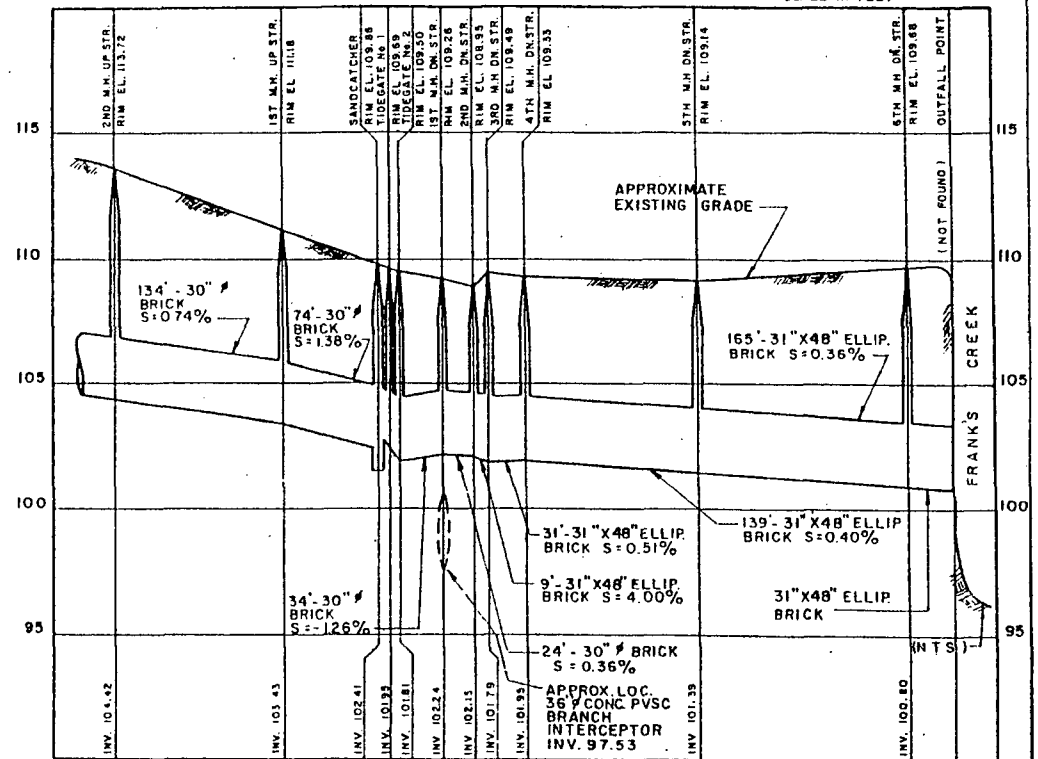 2ND M.H. UP STR.
RIM EL. 113.72
1ST M.H. UP STR.
RIM EL. 111.18
SANDCATCHER
RIM EL. 109.86
TIDEGATE No. 1
RIM EL. 109.69
TIDEGATE No. 2
RIM EL. 109.50
1ST M.H. DN. STR.
RIM EL. 109.26
2ND M.H. DN. STR.
RIM EL. 108.95
3RD M.H DN. STR.
RIM EL. 109.49
4TH M.H. DN. STR.
RIM EL 109.33
5TH M.H. DN. STR.
RIM EL. 109.14
6TH M.H. DN. STR.
RIM EL. 109.68
OUTFALL POINT
(NOT FOUND)
115
115
APPROXIMATE
EXISTING GRADE
110
110
134' - 30" ø
BRICK
S=0.74%
74'-30" ø
BRICK
S=1.38%
165'-31"X48" ELLIP.
BRICK S=0.36%
105
105
FRANK'S CREEK
100
100
31'-31"X48" ELLIP.
BRICK S=0.51%
139'-31"X48" ELLIP
BRICK S=0.40%
9'-31"X48" ELLIP.
BRICK S=4.00%
31"X48" ELLIP.
BRICK
34'-30" ø
BRICK
S=-1.26%
95
95
(NTS)
24'-30" ø BRICK
S=0.36%
APPROX. LOC.
36"ø CONC. PVSC
BRANCH
INTERCEPTOR
INV. 97.53
INV. 104.42
INV. 103.43
INV. 102.41
INV. 101.95
INV. 101.81
INV. 102.24
INV. 102.15
INV. 101.79
INV. 101.95
INV. 101.39
INV. 100.80